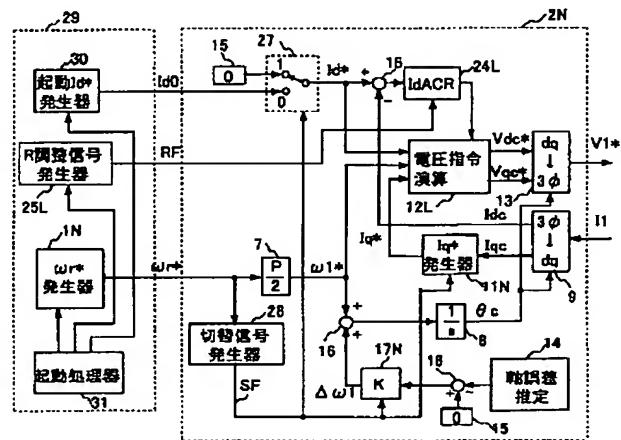 29
2N
30
起動Id*
発生器
Id0
15
0
27
1
0
Id*
+
16
-
24L
IdACR
R調整信号
発生器
25L
RF
電圧指令
演算
12L
Vdc*
Vqc*
dq
↓
3φ
13
V1*
Idc
1N
ωr*
発生器
ωr*
7
P
2
ω1*
Iq*
Iq*
発生器
11N
Iqc
3φ
↓
dq
9
I1
28
切替信号
発生器
SF
16
+
+
1
s
8
θc
起動処理器
31
17N
K
Δω1
16
+
-
0
15
14
軸誤差
推定